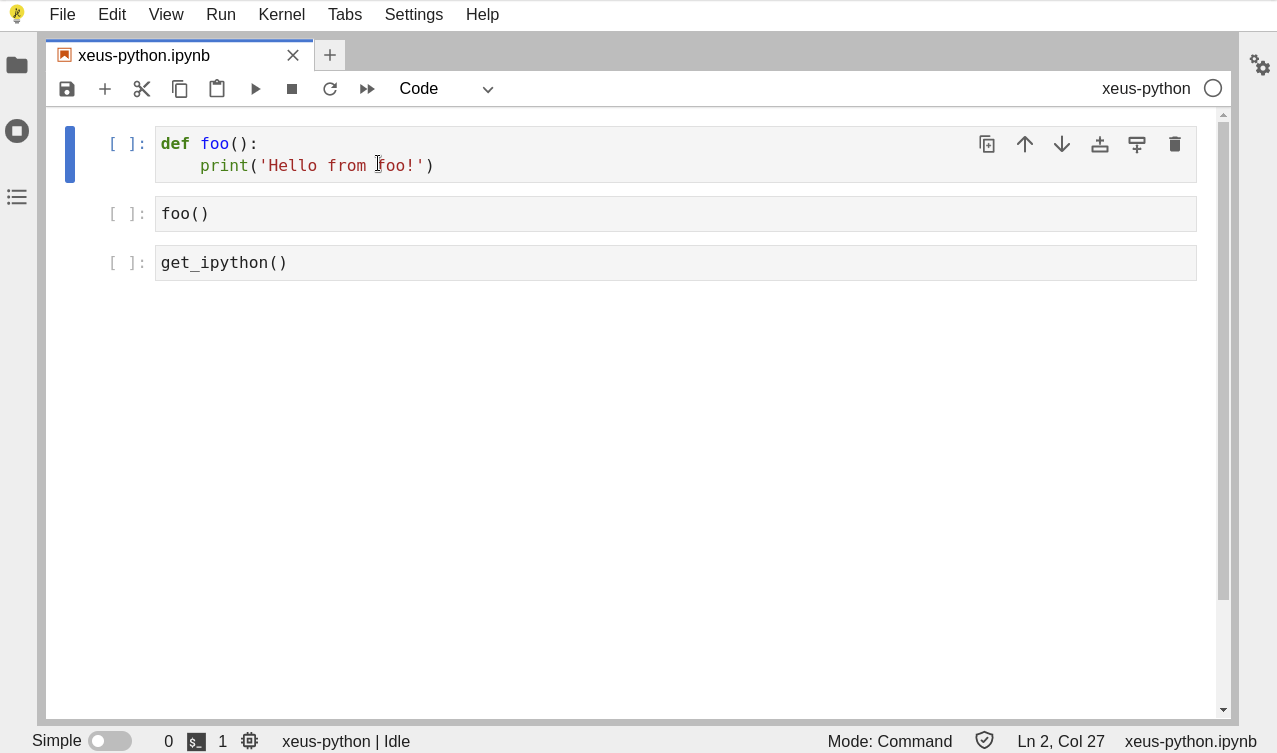 File Edit View Run Kernel Tabs Settings Help
xeus-python.ipynb
Code xeus-python
[ ]: def foo():
    print('Hello from foo!')
[ ]: foo()
[ ]: get_ipython()
Simple 0 $_ 1 xeus-python | Idle Mode: Command Ln 2, Col 27 xeus-python.ipynb